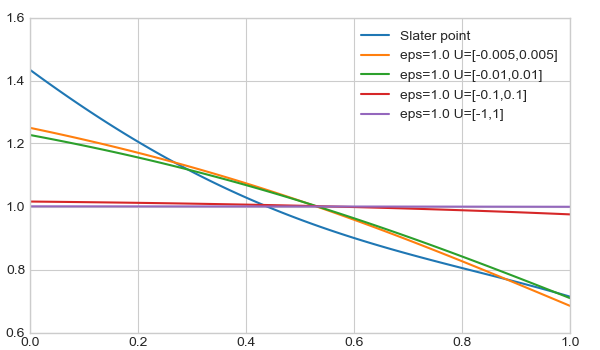 1.6
1.4
1.2
1.0
0.8
0.6
Slater point
eps=1.0 U=[-0.005,0.005]
eps=1.0 U=[-0.01,0.01]
eps=1.0 U=[-0.1,0.1]
eps=1.0 U=[-1,1]
0.0 0.2 0.4 0.6 0.8 1.0